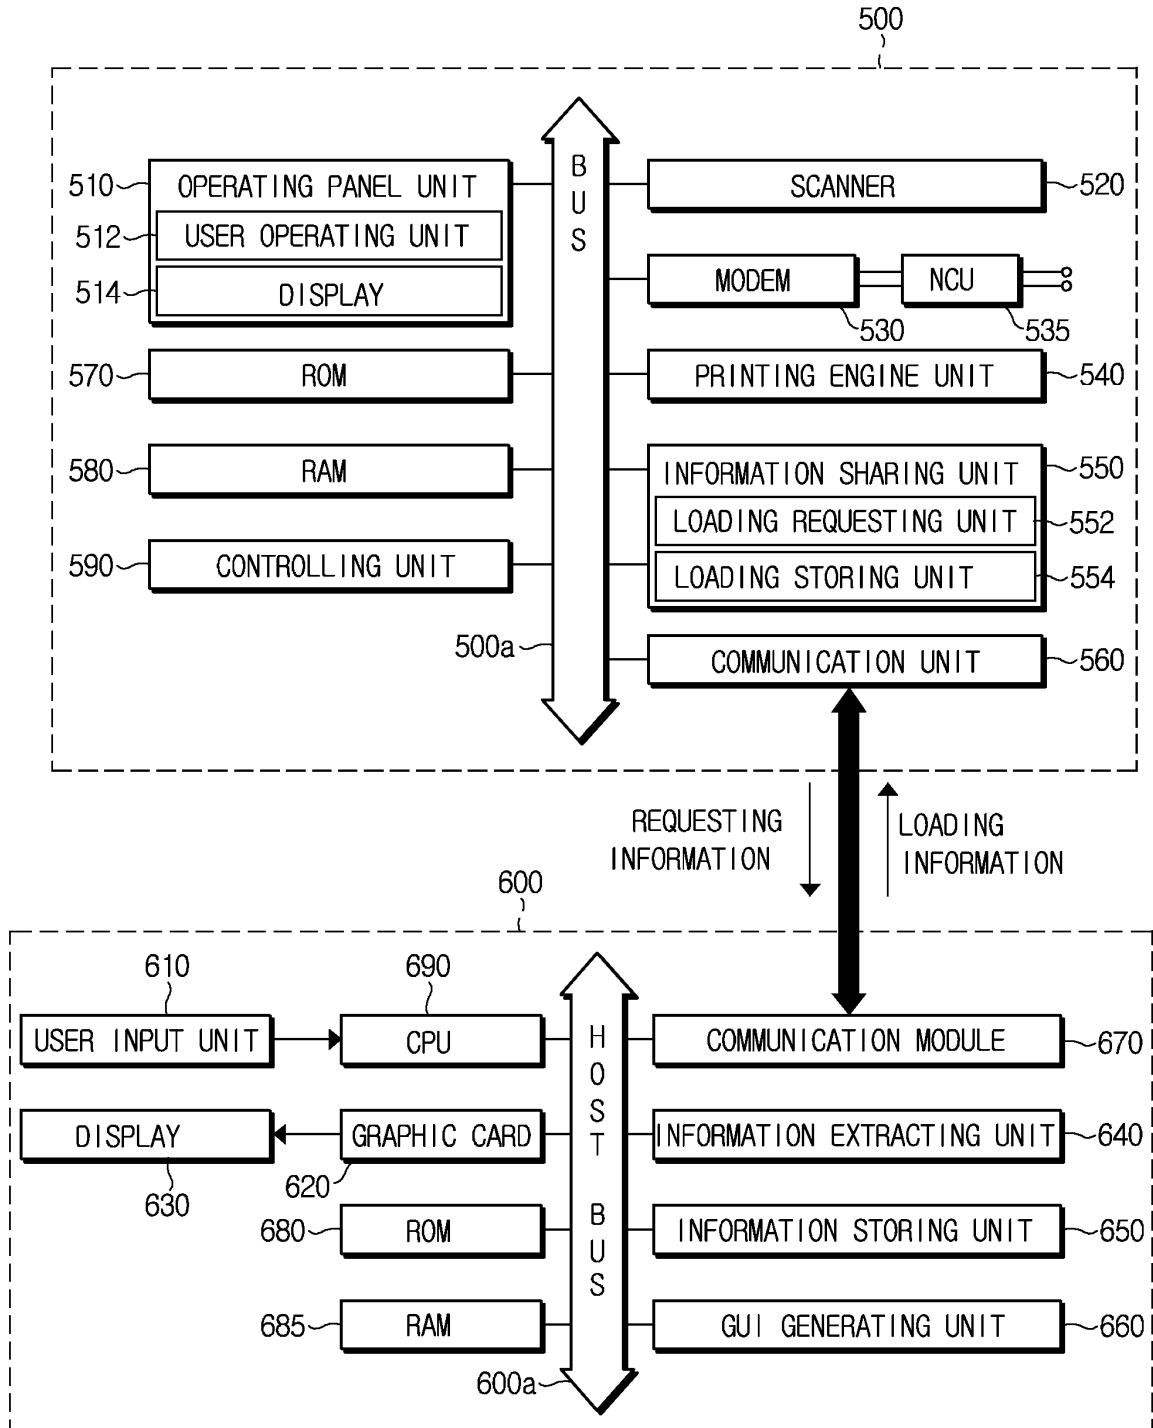 500
BUS
510
OPERATING PANEL UNIT
512
USER OPERATING UNIT
514
DISPLAY
570
ROM
580
RAM
590
CONTROLLING UNIT
500a
SCANNER
520
MODEM
530
NCU
535
PRINTING ENGINE UNIT
540
INFORMATION SHARING UNIT
550
LOADING REQUESTING UNIT
552
LOADING STORING UNIT
554
COMMUNICATION UNIT
560
REQUESTING
INFORMATION
LOADING
INFORMATION
600
610
USER INPUT UNIT
690
CPU
DISPLAY
630
GRAPHIC CARD
620
680
ROM
685
RAM
HOST BUS
600a
COMMUNICATION MODULE
670
INFORMATION EXTRACTING UNIT
640
INFORMATION STORING UNIT
650
GUI GENERATING UNIT
660